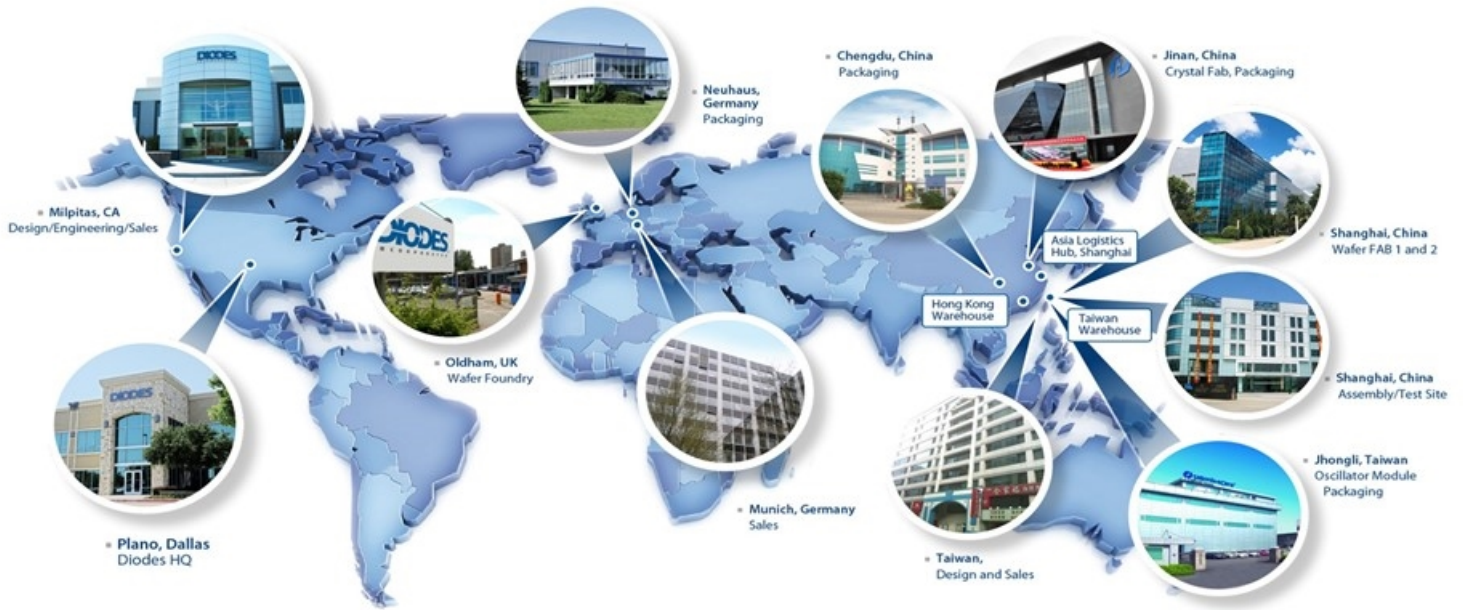 DIODES
Milpitas, CA
Design/Engineering/Sales
Neuhaus,
Germany
Packaging
Chengdu, China
Packaging
Jinan, China
Crystal Fab, Packaging
Shanghai, China
Wafer FAB 1 and 2
DIODES
INCORPORATED
Oldham, UK
Wafer Foundry
Asia Logistics
Hub, Shanghai
Hong Kong
Warehouse
Taiwan
Warehouse
Shanghai, China
Assembly/Test Site
DIODES
Plano, Dallas
Diodes HQ
Munich, Germany
Sales
Taiwan,
Design and Sales
Jhongli, Taiwan
Oscillator Module
Packaging